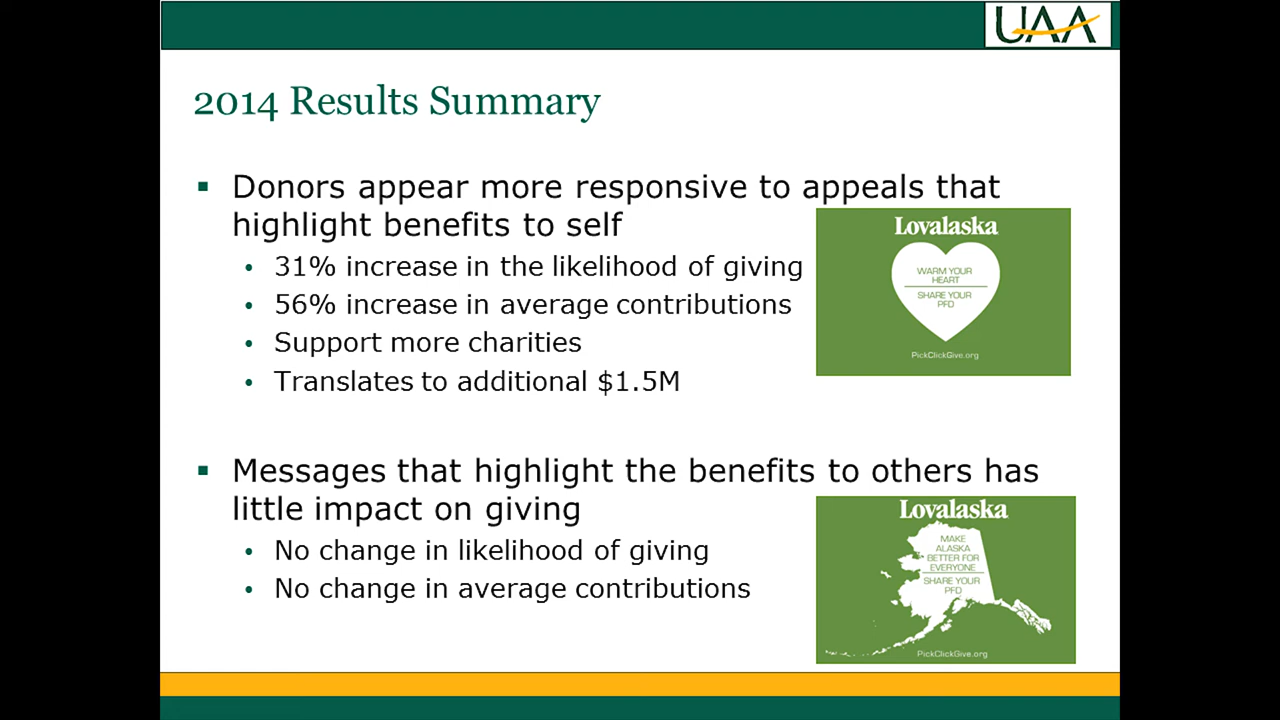 UAA
2014 Results Summary
▪ Donors appear more responsive to appeals that
highlight benefits to self
• 31% increase in the likelihood of giving
• 56% increase in average contributions
• Support more charities
• Translates to additional $1.5M
Lovalaska
WARM YOUR
HEART
SHARE YOUR
PFD
PickClickGive.org
▪ Messages that highlight the benefits to others has
little impact on giving
• No change in likelihood of giving
• No change in average contributions
Lovalaska
MAKE
ALASKA
BETTER FOR
EVERYONE
SHARE YOUR
PFD
PickClickGive.org